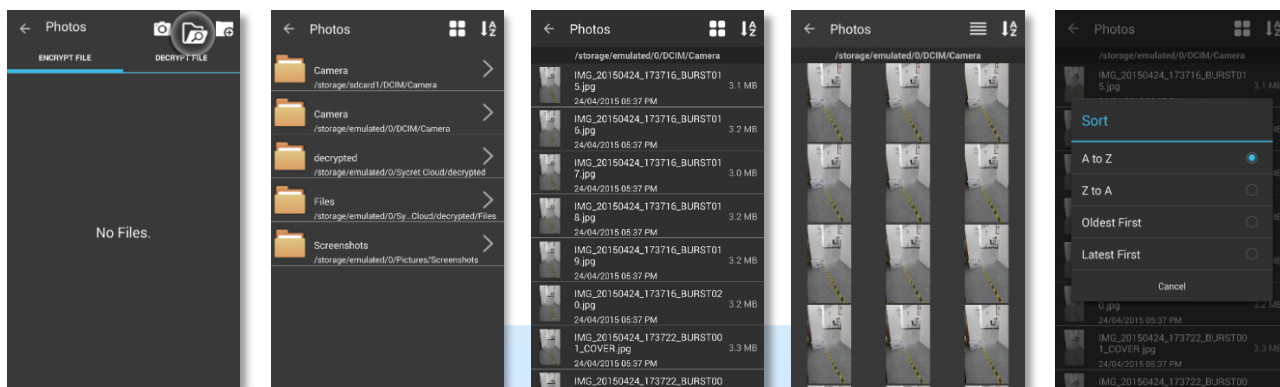 Photos
ENCRYPT FILE
DECRYPT FILE
No Files.
Photos
Camera
/storage/sdcard1/DCIM/Camera
Camera
/storage/emulated/0/DCIM/Camera
decrypted
/storage/emulated/0/Sycret Cloud/decrypted
Files
/storage/emulated/0/Sy...Cloud/decrypted/Files
Screenshots
/storage/emulated/0/Pictures/Screenshots
Photos
/storage/emulated/0/DCIM/Camera
IMG_20150424_173716_BURST01
5.jpg
3.1 MB
24/04/2015 05:37 PM
IMG_20150424_173716_BURST01
6.jpg
3.2 MB
24/04/2015 05:37 PM
IMG_20150424_173716_BURST01
7.jpg
3.0 MB
24/04/2015 05:37 PM
IMG_20150424_173716_BURST01
8.jpg
3.2 MB
24/04/2015 05:37 PM
IMG_20150424_173716_BURST01
9.jpg
3.2 MB
24/04/2015 05:37 PM
IMG_20150424_173716_BURST02
0.jpg
3.2 MB
24/04/2015 05:37 PM
IMG_20150424_173722_BURST00
1_COVER.jpg
3.3 MB
24/04/2015 05:37 PM
IMG_20150424_173722_BURST00
Photos
/storage/emulated/0/DCIM/Camera
Photos
/storage/emulated/0/DCIM/Camera
IMG_20150424_173716_BURST01
5.jpg
3.1 MB
Sort
A to Z
Z to A
Oldest First
Latest First
Cancel
0.jpg
24/04/2015 05:37 PM
IMG_20150424_173722_BURST00
1_COVER.jpg
24/04/2015 05:37 PM
IMG_20150424_173722_BURST00